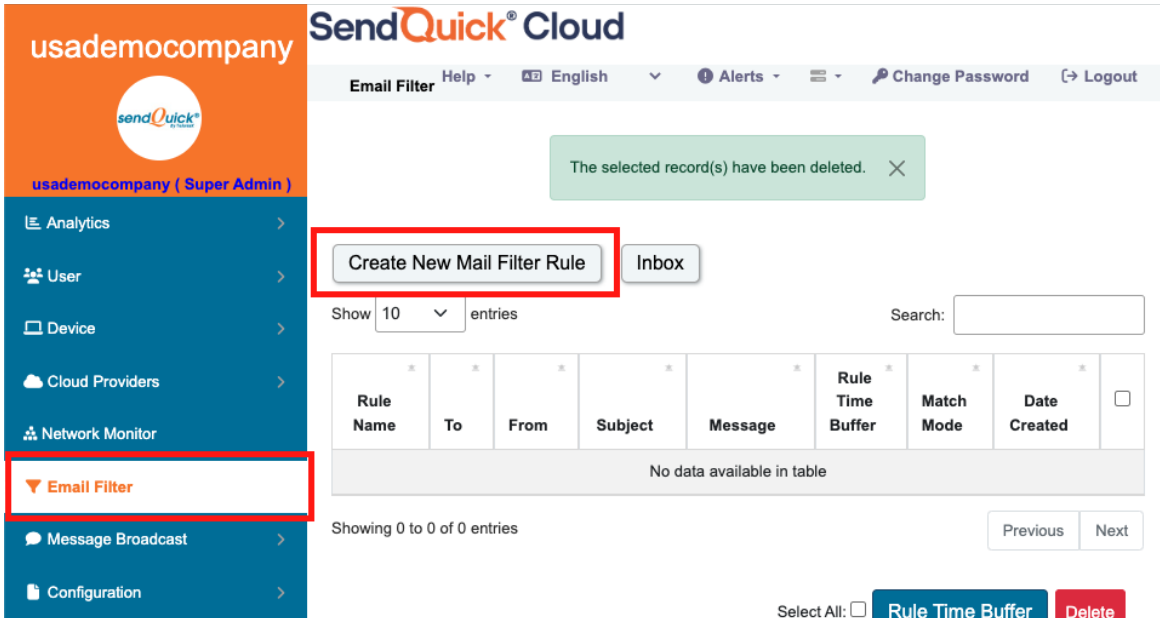 usademocompany
sendQuick®
usademocompany ( Super Admin )
Analytics
User
Device
Cloud Providers
Network Monitor
Email Filter
Message Broadcast
Configuration
SendQuick® Cloud
Email Filter Help English Alerts Change Password Logout
The selected record(s) have been deleted.
Create New Mail Filter Rule Inbox
Show 10 entries Search:
Rule Name To From Subject Message Rule Time Buffer Match Mode Date Created
No data available in table
Showing 0 to 0 of 0 entries Previous Next
Select All: Rule Time Buffer Delete